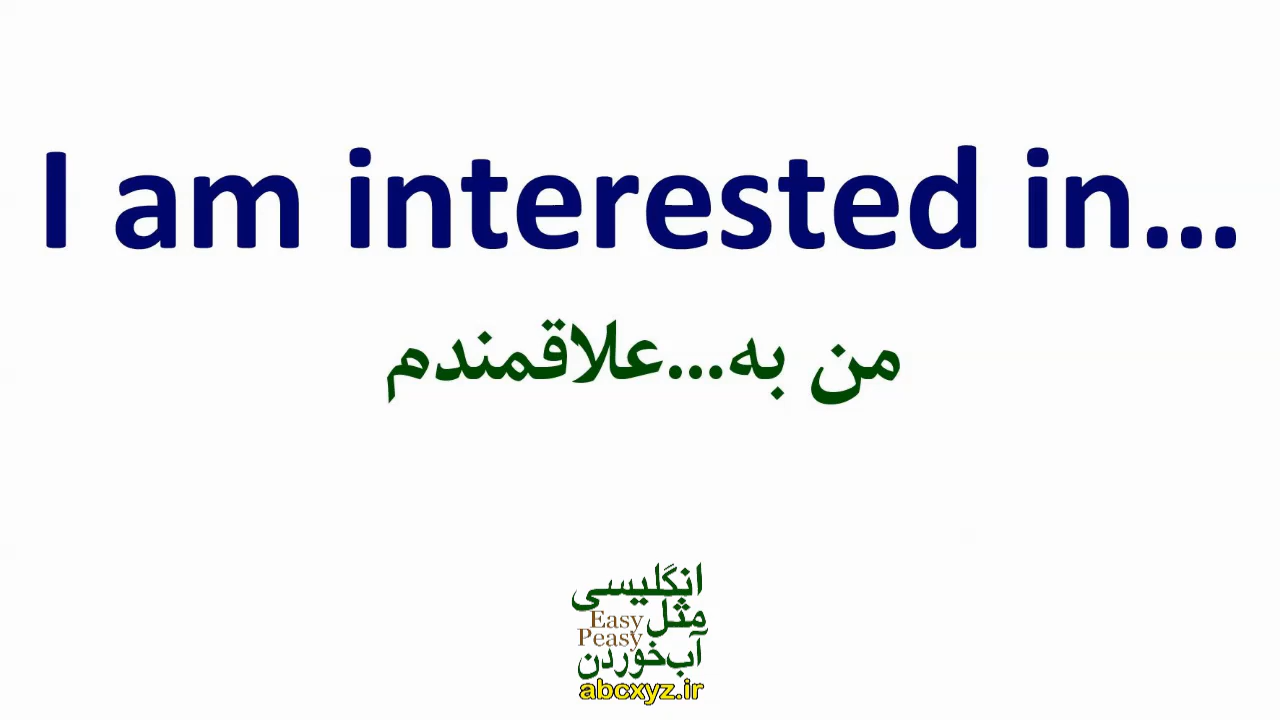 I am interested in...
من به...علاقمندم
انگلیسی
مثل
Easy
Peasy
آب‌خوردن
abcxyz.ir